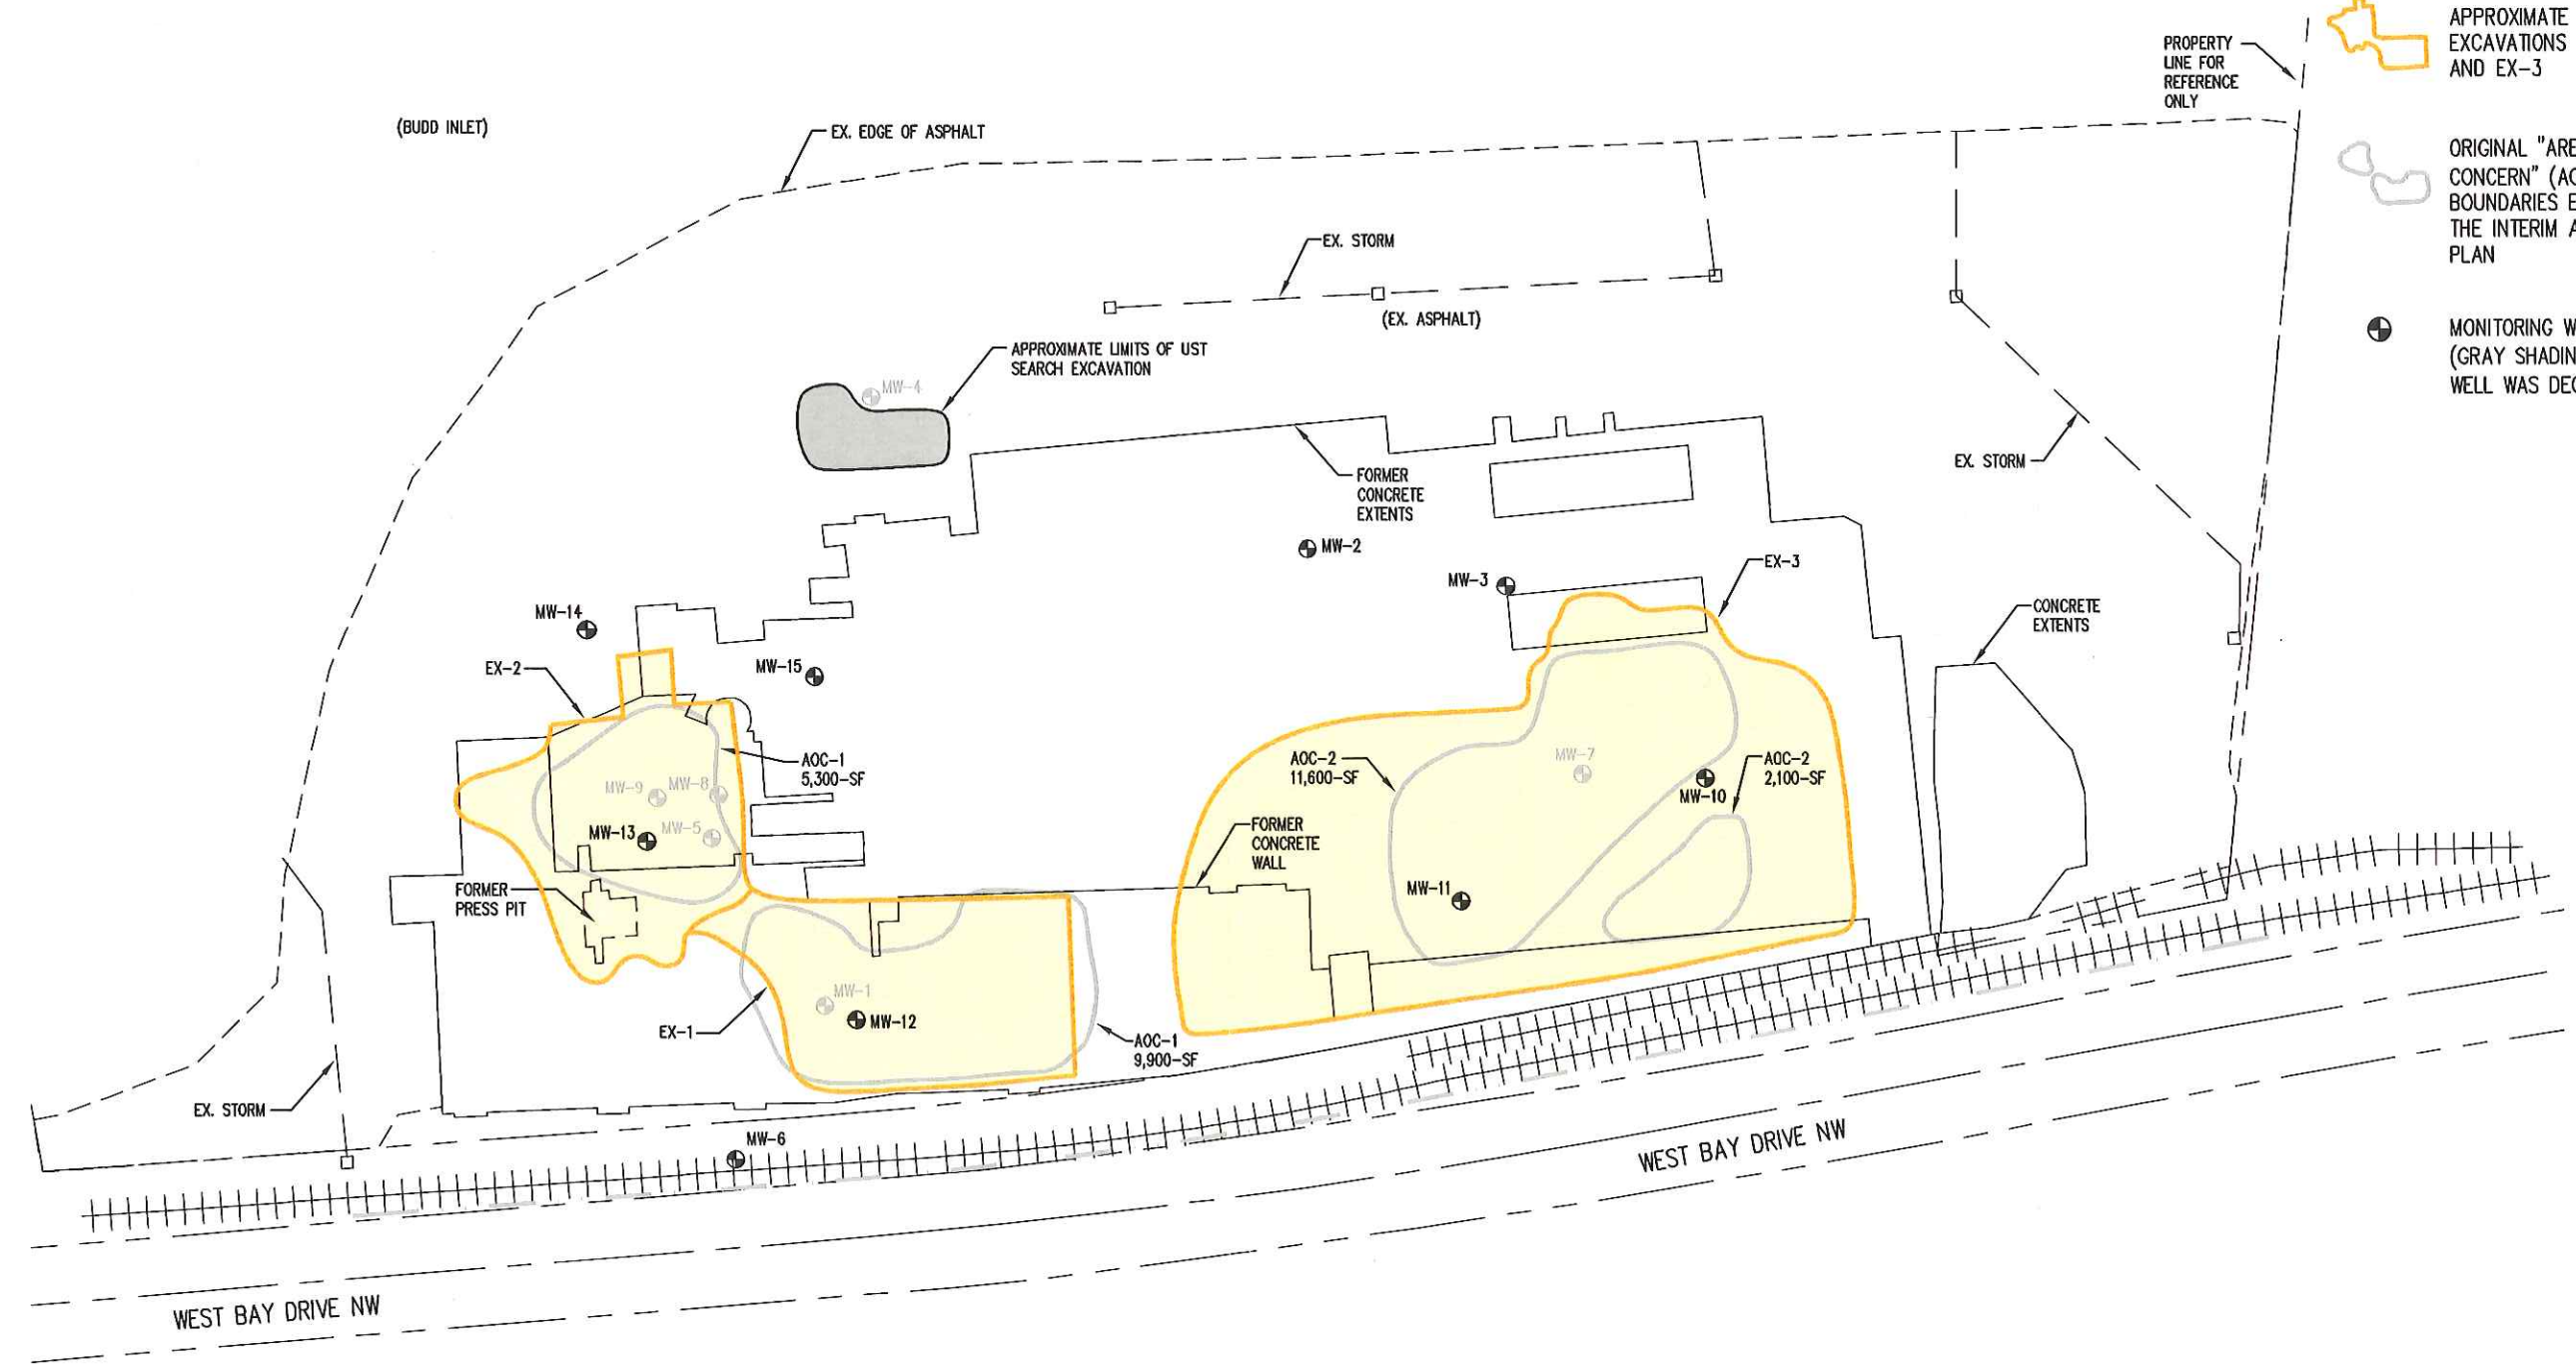 APPROXIMATE
EXCAVATIONS
AND EX-3
PROPERTY
LINE FOR
REFERENCE
ONLY
(BUDD INLET)
EX. EDGE OF ASPHALT
ORIGINAL "ARE
CONCERN" (AO
BOUNDARIES E
THE INTERIM A
PLAN
EX. STORM
(EX. ASPHALT)
MONITORING W
(GRAY SHADIN
WELL WAS DEC
APPROXIMATE LIMITS OF UST
SEARCH EXCAVATION
MW-4
FORMER
CONCRETE
EXTENTS
EX. STORM
MW-2
MW-3
EX-3
MW-14
CONCRETE
EXTENTS
EX-2
MW-15
AOC-1
5,300-SF
AOC-2
11,600-SF
MW-7
AOC-2
2,100-SF
MW-9
MW-8
MW-10
MW-13
MW-5
FORMER
CONCRETE
WALL
FORMER
PRESS PIT
MW-11
MW-1
MW-12
EX-1
AOC-1
9,900-SF
EX. STORM
MW-6
WEST BAY DRIVE NW
WEST BAY DRIVE NW